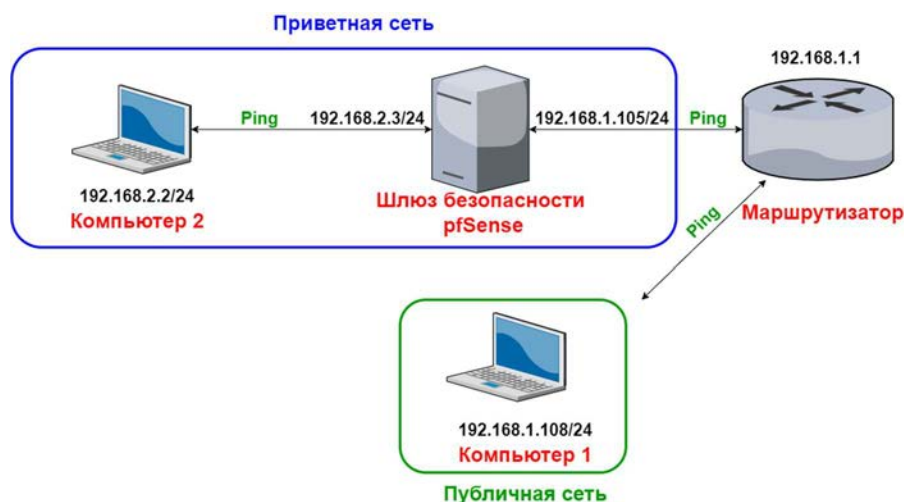 Приветная сеть
192.168.1.1
Ping
192.168.2.3/24
192.168.1.105/24
Ping
192.168.2.2/24
Компьютер 2
Шлюз безопасности
pfSense
Маршрутизатор
Ping
192.168.1.108/24
Компьютер 1
Публичная сеть